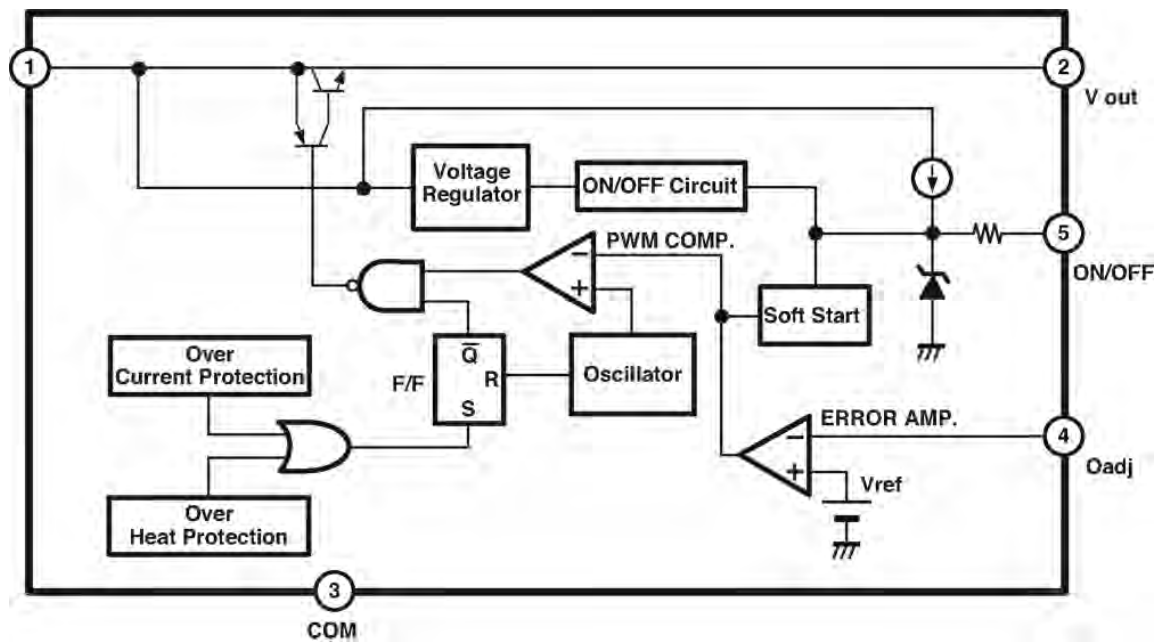 1
2
V out
Voltage
Regulator
ON/OFF Circuit
5
ON/OFF
PWM COMP.
−
+
Soft Start
Over
Current Protection
F/F
Q̅
R
S
Oscillator
ERROR AMP.
−
+
4
Oadj
Vref
Over
Heat Protection
3
COM